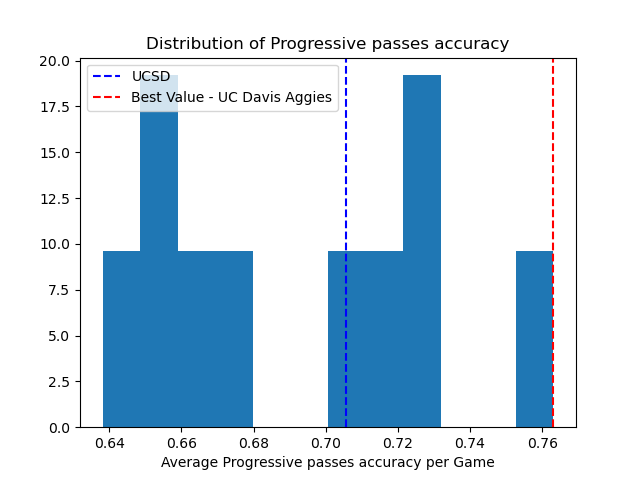 Distribution of Progressive passes accuracy
20.0
17.5
15.0
12.5
10.0
7.5
5.0
2.5
0.0
UCSD
Best Value - UC Davis Aggies
0.64 0.66 0.68 0.70 0.72 0.74 0.76
Average Progressive passes accuracy per Game